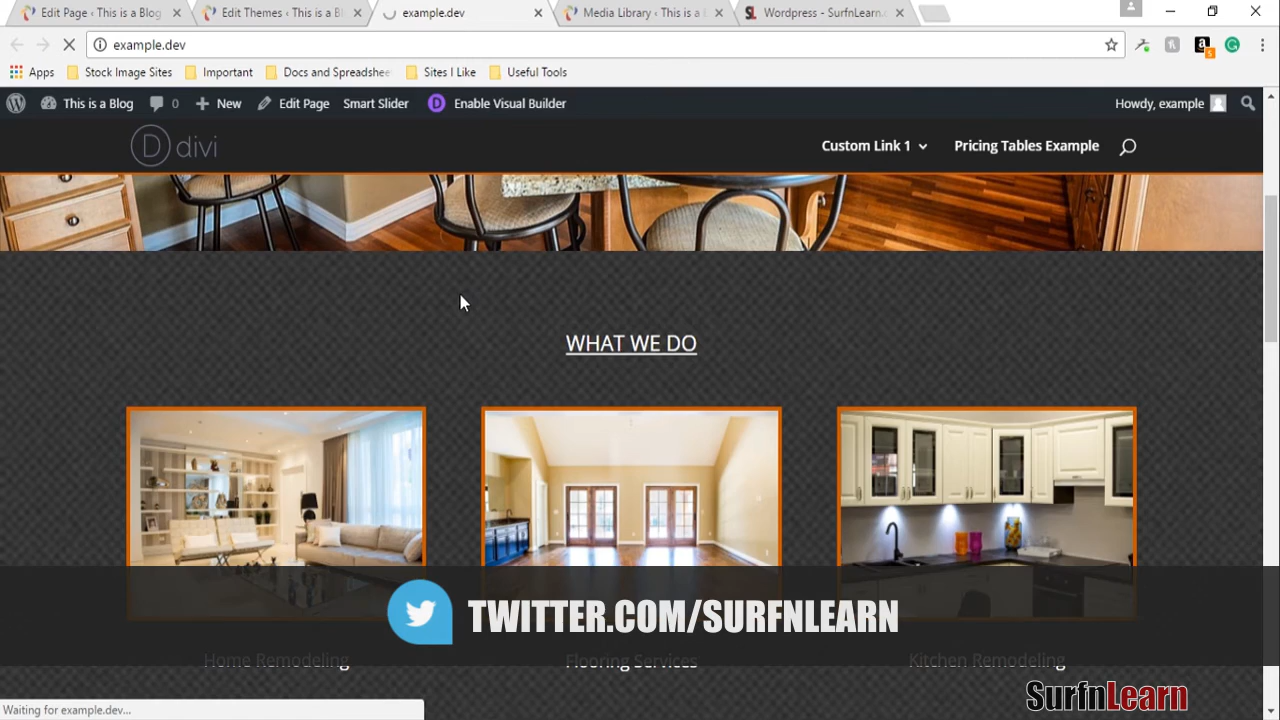 Edit Page ‹ This is a Blog
Edit Themes ‹ This is a Bl
example.dev
Media Library ‹ This is a
Wordpress - SurfnLearn.c
example.dev
Apps
Stock Image Sites
Important
Docs and Spreadshee
Sites I Like
Useful Tools
This is a Blog
0
New
Edit Page
Smart Slider
D
Enable Visual Builder
Howdy, example
D divi
Custom Link 1
Pricing Tables Example
WHAT WE DO
TWITTER.COM/SURFNLEARN
Home Remodeling
Flooring Services
Kitchen Remodeling
Waiting for example.dev...
SurfnLearn